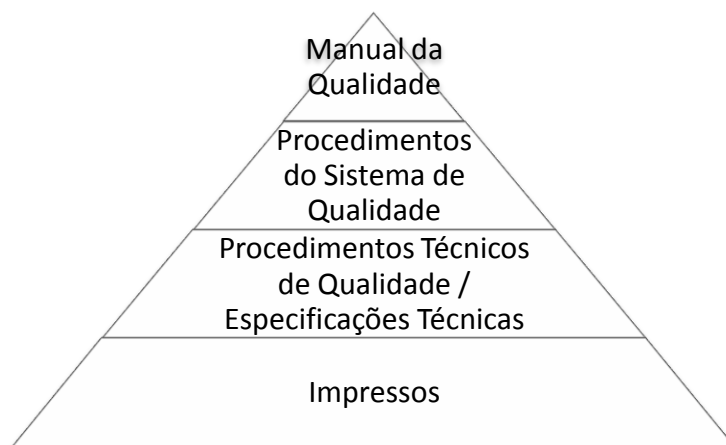 Manual da
Qualidade
Procedimentos
do Sistema de
Qualidade
Procedimentos Técnicos
de Qualidade /
Especificações Técnicas
Impressos